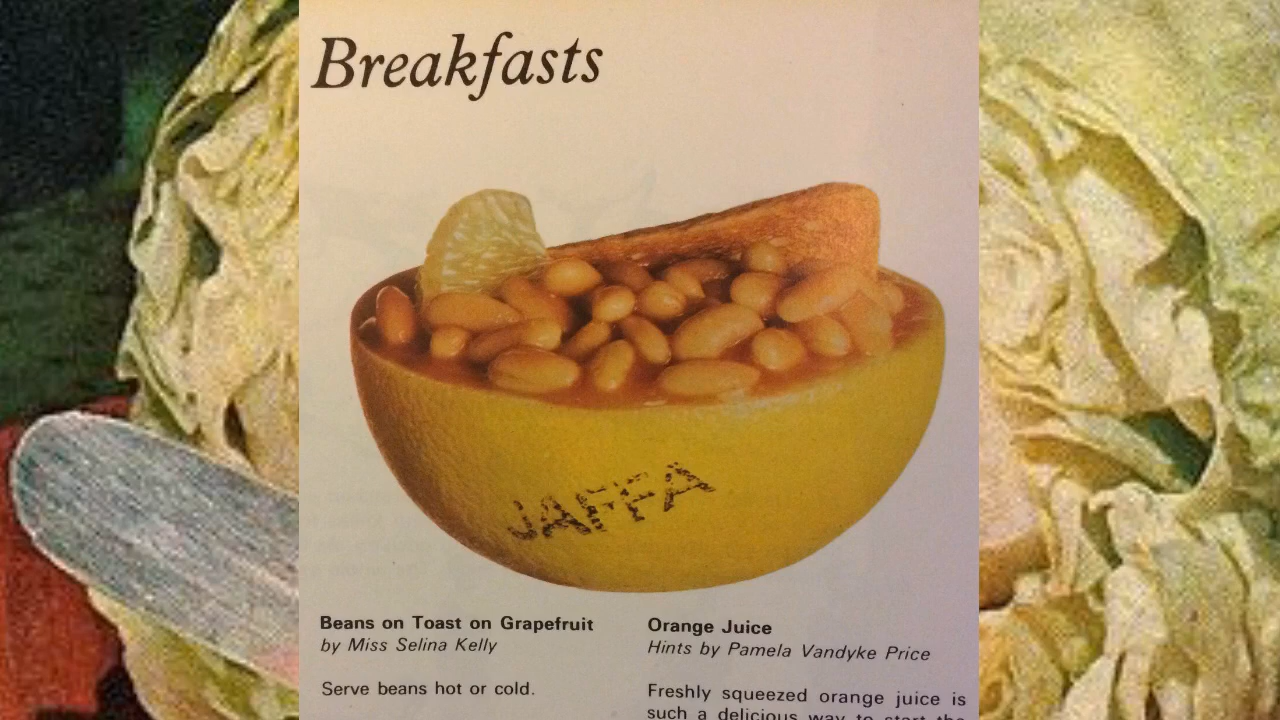 Breakfasts
JAFFA
Beans on Toast on Grapefruit
by Miss Selina Kelly
Serve beans hot or cold.
Orange Juice
Hints by Pamela Vandyke Price
Freshly squeezed orange juice is
such a delicious way to start the